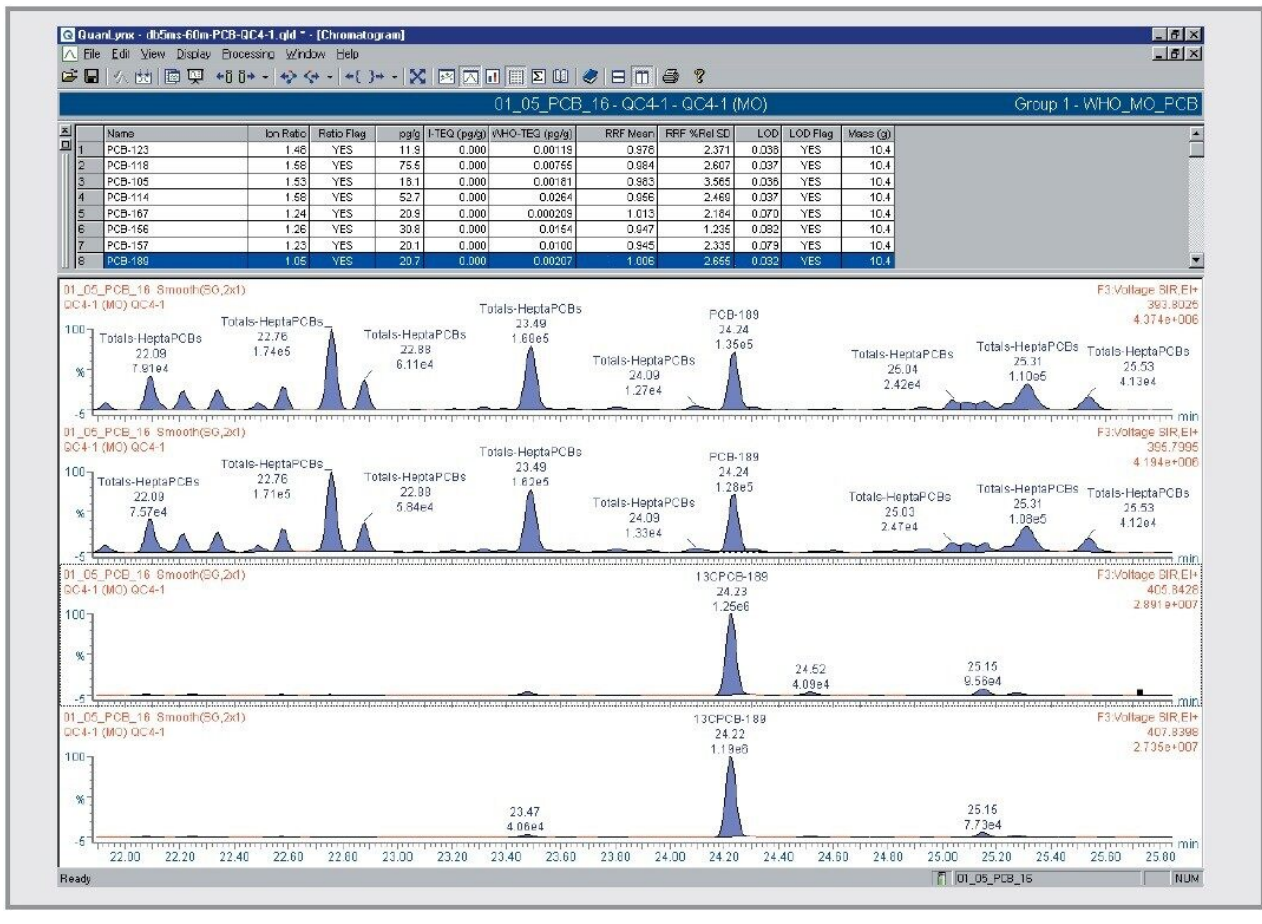 QuanLynx - db5ms-60m-PCB-QC4-1.qld * - [Chromatogram]
File Edit View Display Processing Window Help
01_05_PCB_16 - QC4-1 - QC4-1 (MO) Group 1 - WHO_MO_PCB
Name Ion Ratio Ratio Flag pg/g I-TEQ (pg/g) WHO-TEQ (pg/g) RRF Mean RRF %Rel SD LOD LOD Flag Mass (g)
1 PCB-123 1.48 YES 11.9 0.000 0.00119 0.978 2.371 0.038 YES 10.4
2 PCB-118 1.58 YES 75.5 0.000 0.00755 0.984 2.607 0.037 YES 10.4
3 PCB-105 1.53 YES 18.1 0.000 0.00181 0.983 3.565 0.036 YES 10.4
4 PCB-114 1.58 YES 52.7 0.000 0.0264 0.956 2.469 0.037 YES 10.4
5 PCB-167 1.24 YES 20.9 0.000 0.000209 1.013 2.184 0.070 YES 10.4
6 PCB-156 1.26 YES 30.8 0.000 0.0154 0.947 1.235 0.082 YES 10.4
7 PCB-157 1.23 YES 20.1 0.000 0.0100 0.945 2.335 0.079 YES 10.4
8 PCB-189 1.05 YES 20.7 0.000 0.00207 1.006 2.655 0.032 YES 10.4
01_05_PCB_16 Smooth(SG,2x1) F3:Voltage SIR,EI+
QC4-1 (MO) QC4-1 393.8025
4.374e+006
Totals-HeptaPCBs
22.09
7.91e4
Totals-HeptaPCBs
22.76
1.74e5
Totals-HeptaPCBs
22.88
6.11e4
Totals-HeptaPCBs
23.49
1.68e5
Totals-HeptaPCBs
24.09
1.27e4
PCB-189
24.24
1.35e5
Totals-HeptaPCBs
25.04
2.42e4
Totals-HeptaPCBs
25.31
1.10e5
Totals-HeptaPCBs
25.53
4.13e4
100
%
-5
min
01_05_PCB_16 Smooth(SG,2x1) F3:Voltage SIR,EI+
QC4-1 (MO) QC4-1 395.7995
4.194e+006
Totals-HeptaPCBs
22.09
7.57e4
Totals-HeptaPCBs
22.76
1.71e5
Totals-HeptaPCBs
22.88
5.84e4
Totals-HeptaPCBs
23.49
1.62e5
Totals-HeptaPCBs
24.09
1.33e4
PCB-189
24.24
1.28e5
Totals-HeptaPCBs
25.03
2.47e4
Totals-HeptaPCBs
25.31
1.08e5
Totals-HeptaPCBs
25.53
4.12e4
100
%
-5
min
01_05_PCB_16 Smooth(SG,2x1) F3:Voltage SIR,EI+
QC4-1 (MO) QC4-1 405.8428
2.891e+007
13CPCB-189
24.23
1.25e6
24.52
4.09e4
25.15
9.56e4
100
%
-5
min
01_05_PCB_16 Smooth(SG,2x1) F3:Voltage SIR,EI+
QC4-1 (MO) QC4-1 407.8398
2.735e+007
13CPCB-189
24.22
1.19e6
23.47
4.06e4
25.15
7.73e4
100
%
-5
min
22.00 22.20 22.40 22.60 22.80 23.00 23.20 23.40 23.60 23.80 24.00 24.20 24.40 24.60 24.80 25.00 25.20 25.40 25.60 25.80
Ready 01_05_PCB_16 NUM